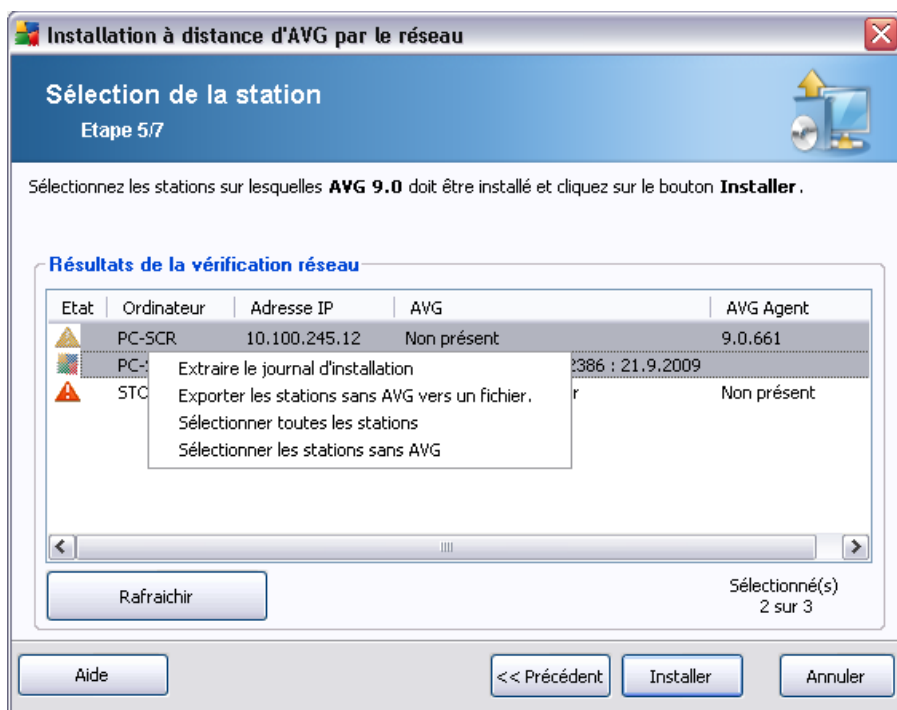 Installation à distance d'AVG par le réseau
Sélection de la station
Etape 5/7
Sélectionnez les stations sur lesquelles AVG 9.0 doit être installé et cliquez sur le bouton Installer.
Résultats de la vérification réseau
Etat Ordinateur Adresse IP AVG AVG Agent
PC-SCR 10.100.245.12 Non présent 9.0.661
PC- 2386 : 21.9.2009
STO r Non présent
Extraire le journal d'installation
Exporter les stations sans AVG vers un fichier.
Sélectionner toutes les stations
Sélectionner les stations sans AVG
Rafraichir
Sélectionné(s)
2 sur 3
Aide
<< Précédent
Installer
Annuler